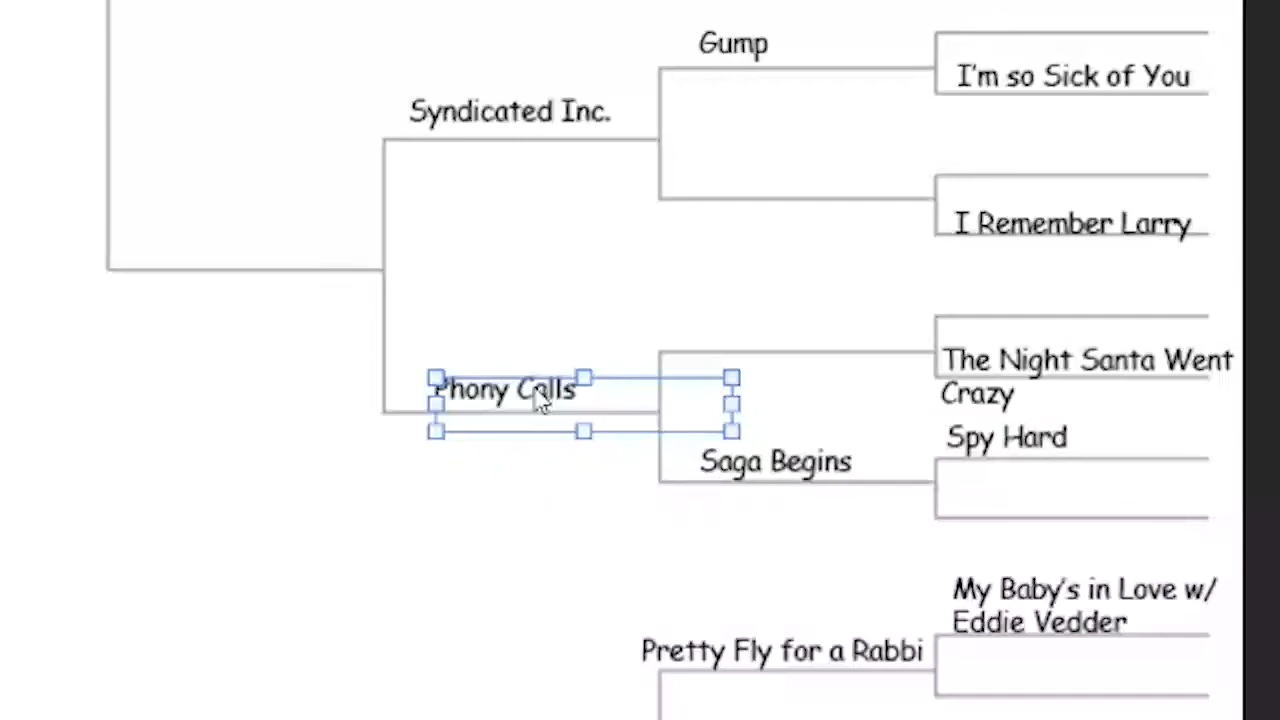 Gump
I'm so Sick of You
Syndicated Inc.
I Remember Larry
The Night Santa Went
Crazy
Phony Calls
Spy Hard
Saga Begins
My Baby's in Love w/
Eddie Vedder
Pretty Fly for a Rabbi